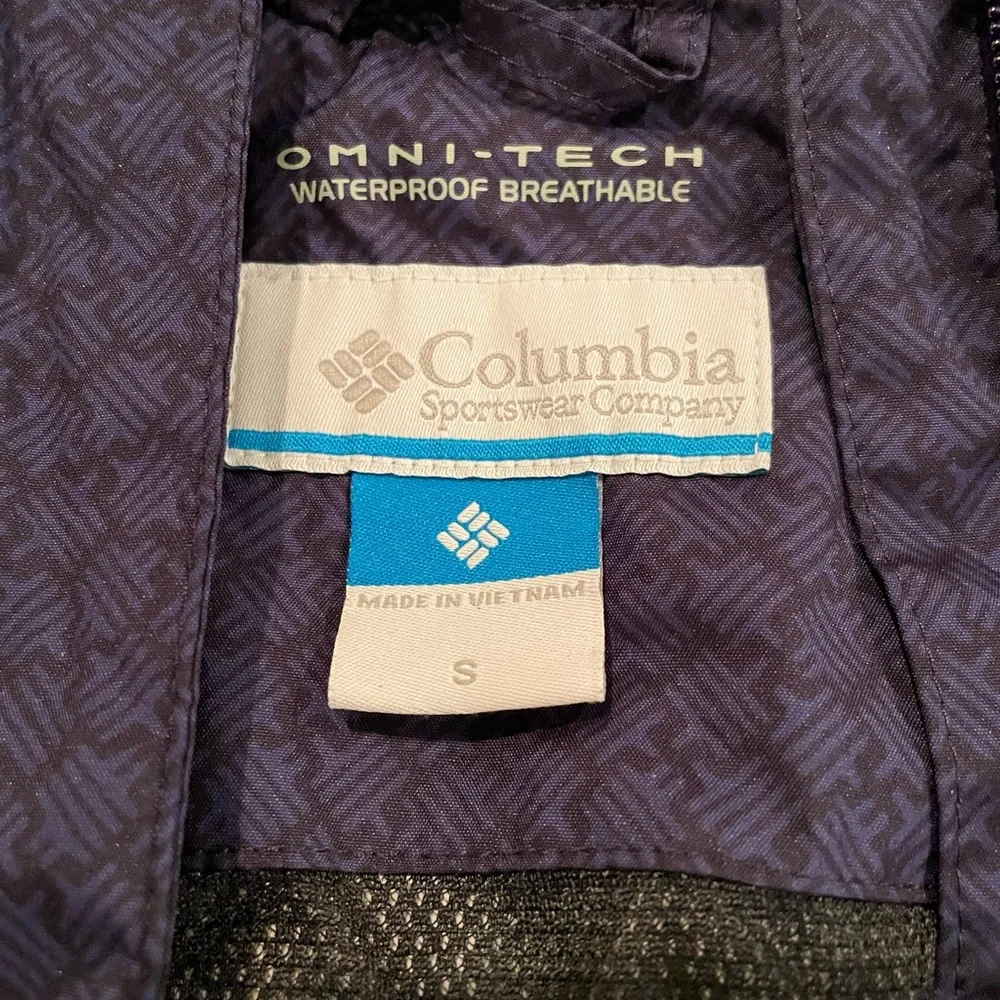 OMNI-TECH
WATERPROOF BREATHABLE
Columbia
Sportswear Company
MADE IN VIETNAM
S